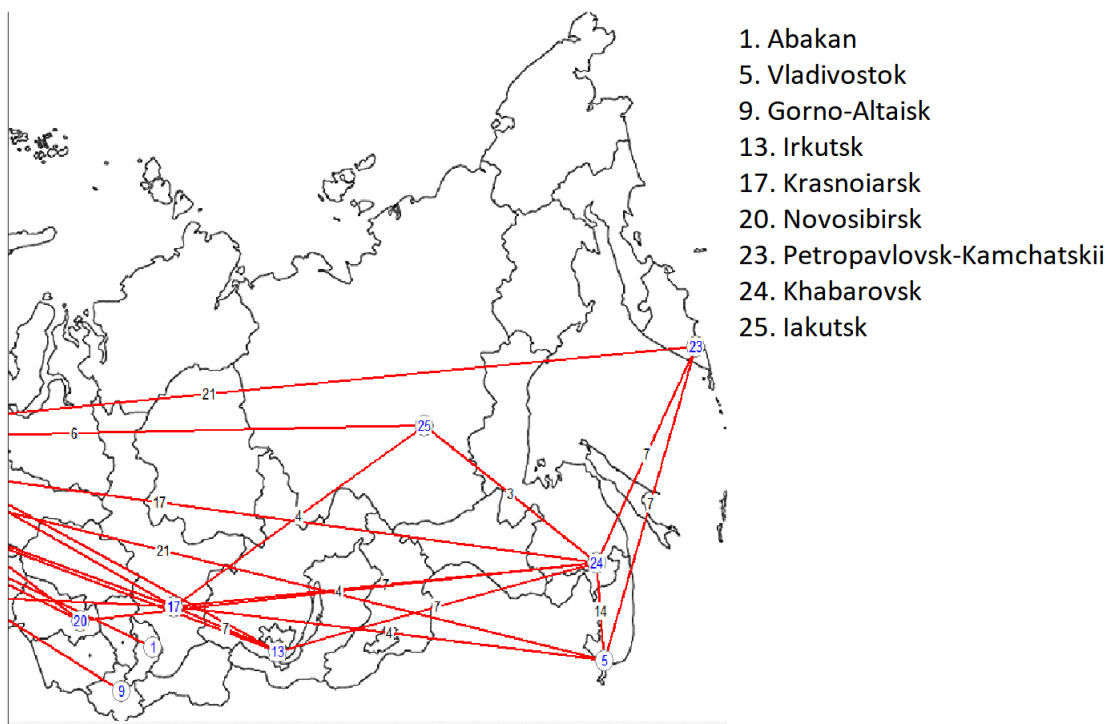 1. Abakan
5. Vladivostok
9. Gorno-Altaisk
13. Irkutsk
17. Krasnoiarsk
20. Novosibirsk
23. Petropavlovsk-Kamchatskii
24. Khabarovsk
25. Iakutsk
23
21
25
6
7
3
7
17
4
21
24
7
4
17
7
14
20
7
4
1
13
5
9